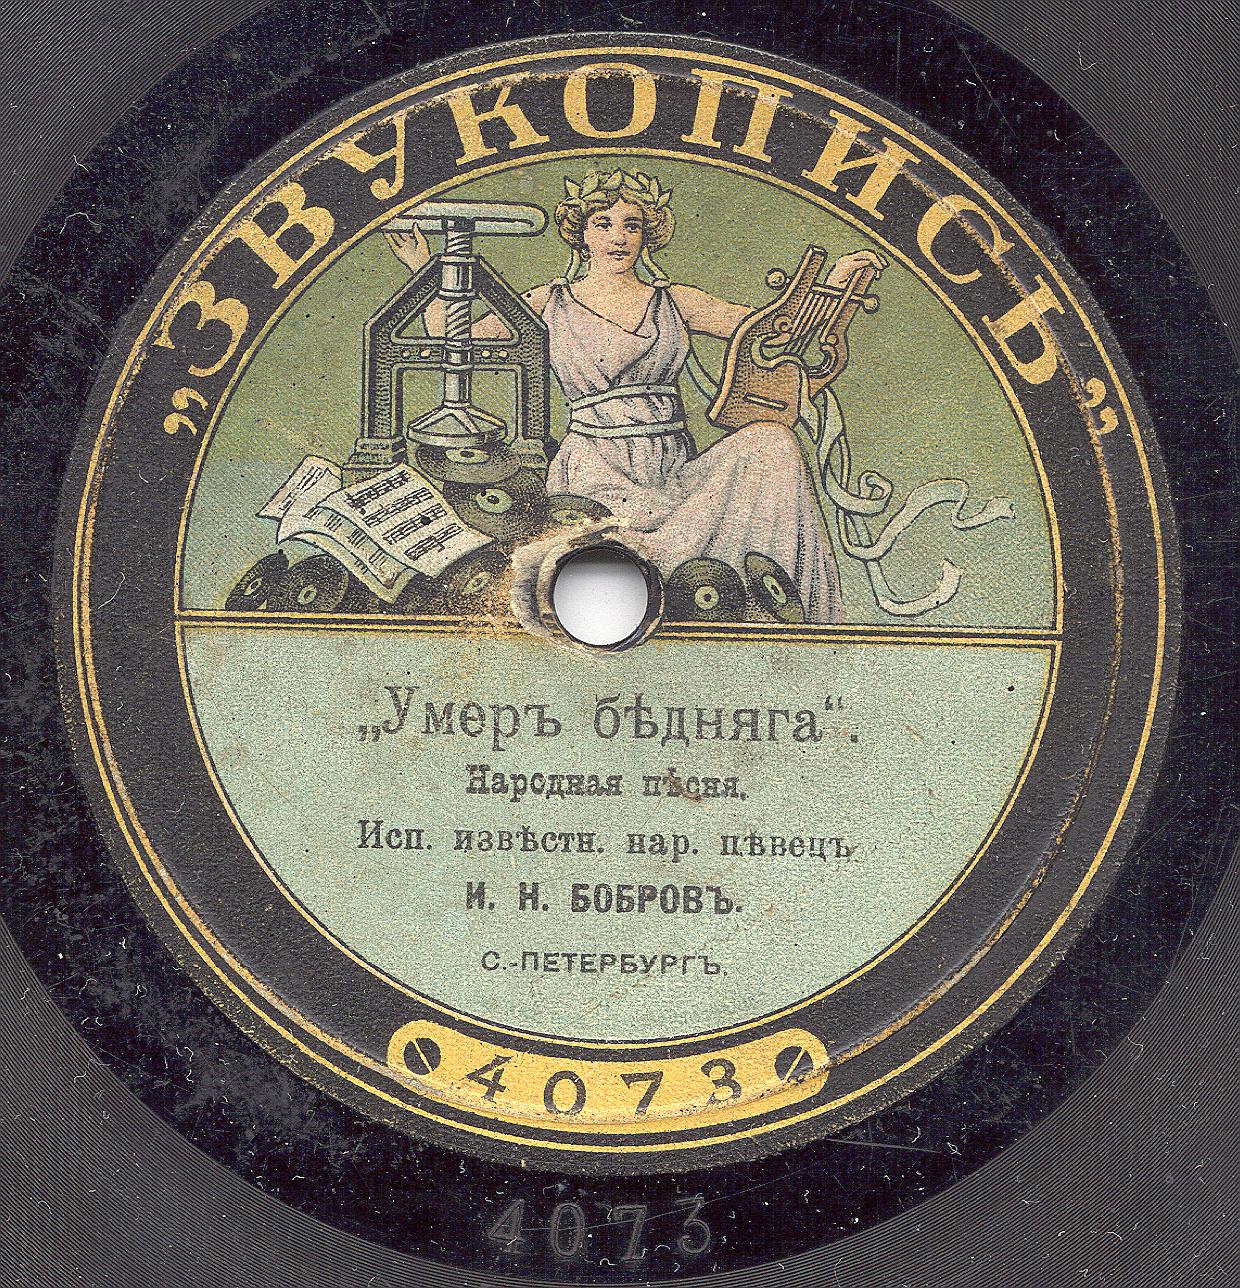 „ЗВУКОПИСЬ”
„Умеръ бѣдняга“.
Народная пѣсня.
Исп. извѣстн. нар. пѣвецъ
И. Н. БОБРОВЪ.
С.-ПЕТЕРБУРГЪ.
4073
4073